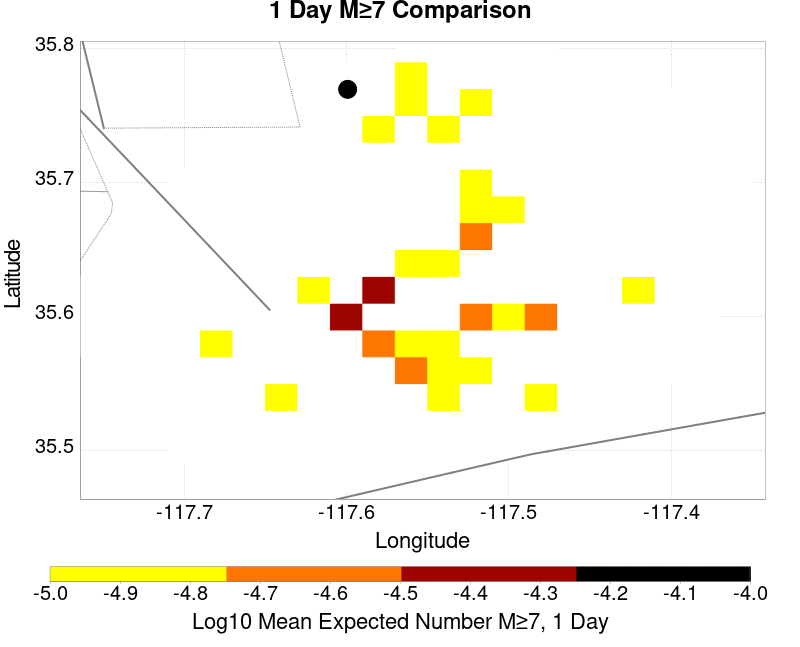 1 Day M≥7 Comparison
35.8
35.7
35.6
35.5
Latitude
-117.7 -117.6 -117.5 -117.4
Longitude
-5.0 -4.9 -4.8 -4.7 -4.6 -4.5 -4.4 -4.3 -4.2 -4.1 -4.0
Log10 Mean Expected Number M≥7, 1 Day